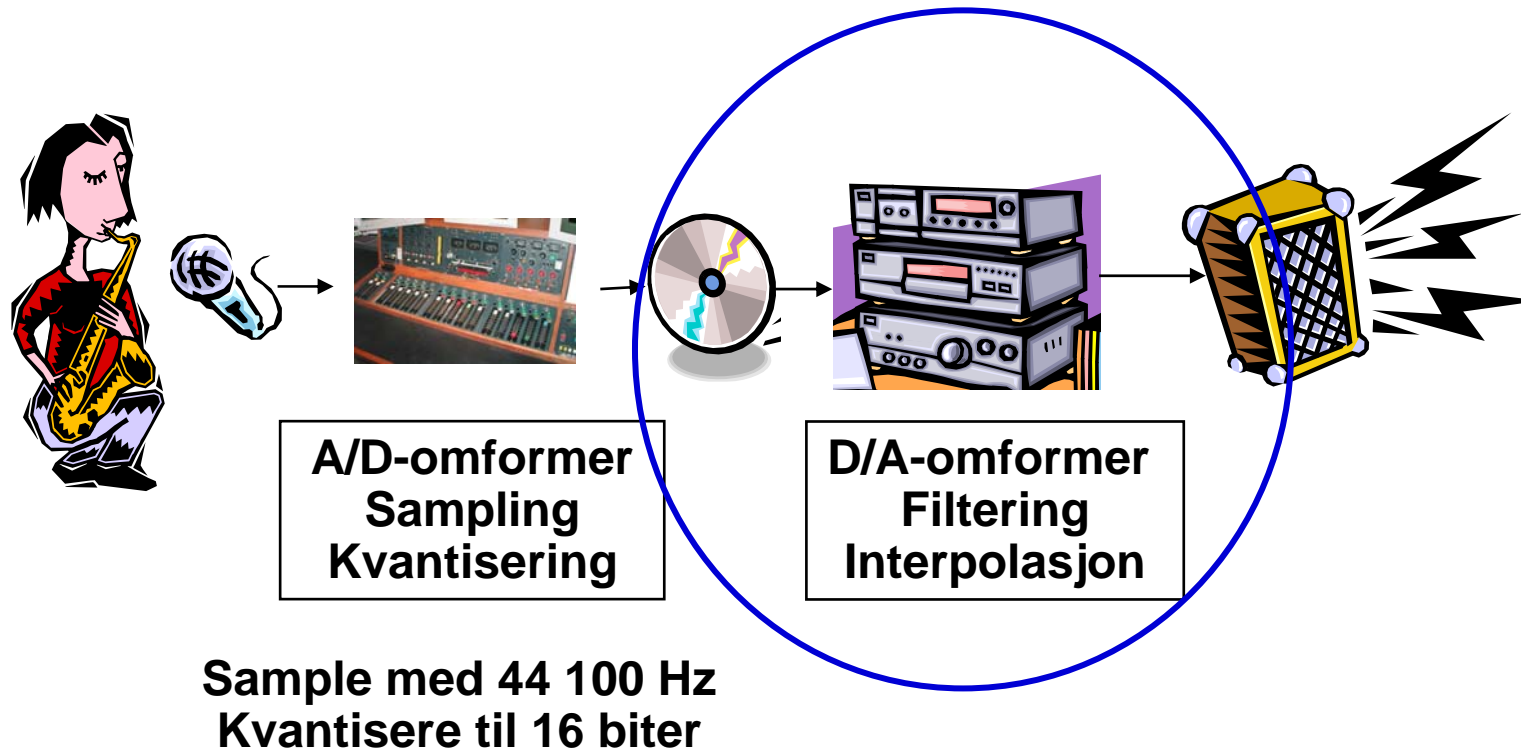 A/D-omformer
Sampling
Kvantisering
D/A-omformer
Filtering
Interpolasjon
Sample med 44 100 Hz
Kvantisere til 16 biter